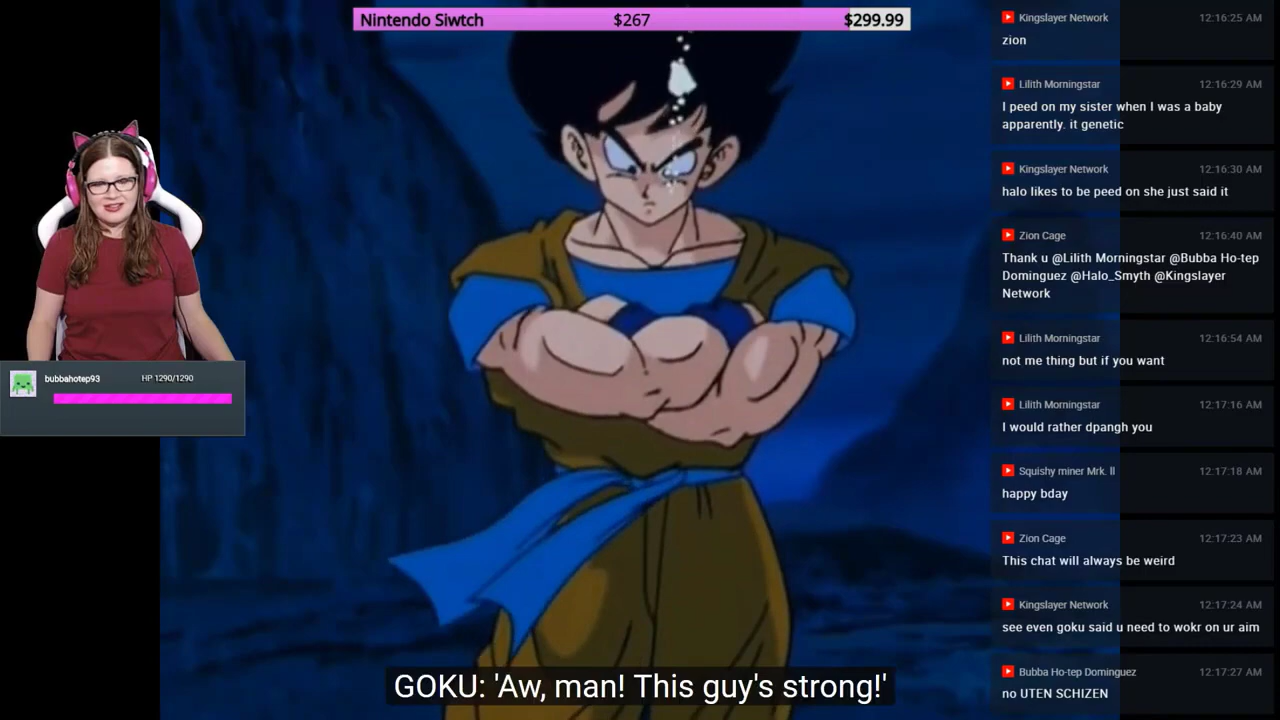 Nintendo Siwtch $267 $299.99
bubbahotep93 HP 1290/1290
GOKU: 'Aw, man! This guy's strong!'
Kingslayer Network 12:16:25 AM
zion
Lilith Morningstar 12:16:29 AM
I peed on my sister when I was a baby
apparently. it genetic
Kingslayer Network 12:16:30 AM
halo likes to be peed on she just said it
Zion Cage 12:16:40 AM
Thank u @Lilith Morningstar @Bubba Ho-tep
Dominguez @Halo_Smyth @Kingslayer
Network
Lilith Morningstar 12:16:54 AM
not me thing but if you want
Lilith Morningstar 12:17:16 AM
I would rather dpangh you
Squishy miner Mrk. ll 12:17:18 AM
happy bday
Zion Cage 12:17:23 AM
This chat will always be weird
Kingslayer Network 12:17:24 AM
see even goku said u need to wokr on ur aim
Bubba Ho-tep Dominguez 12:17:27 AM
no UTEN SCHIZEN